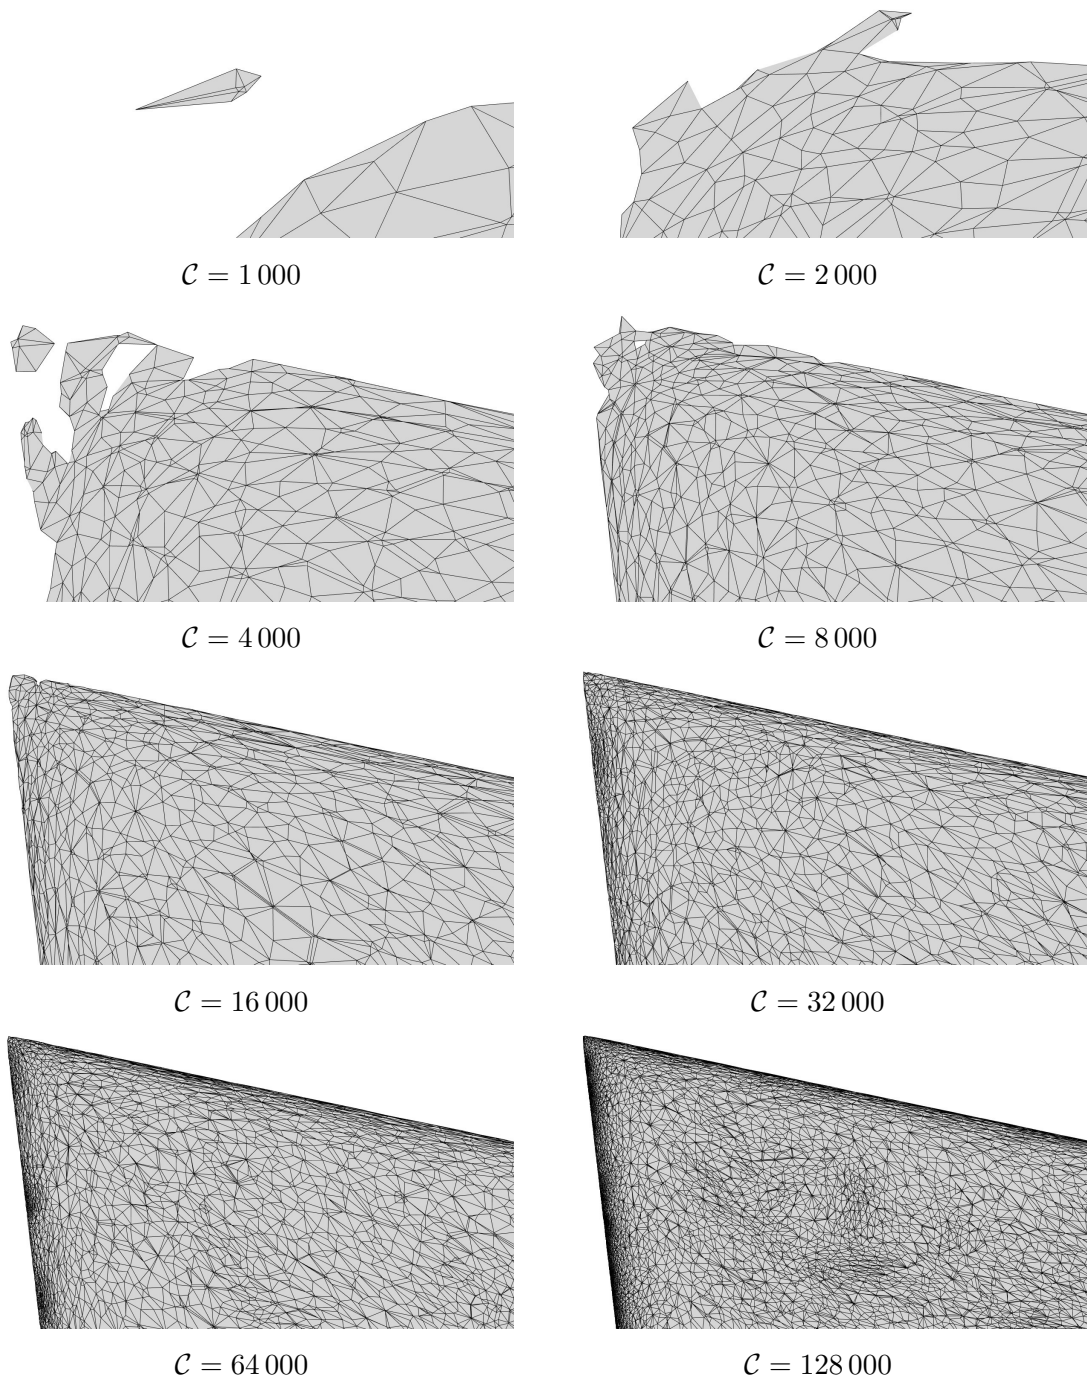 𝒞 = 1 000
𝒞 = 2 000
𝒞 = 4 000
𝒞 = 8 000
𝒞 = 16 000
𝒞 = 32 000
𝒞 = 64 000
𝒞 = 128 000